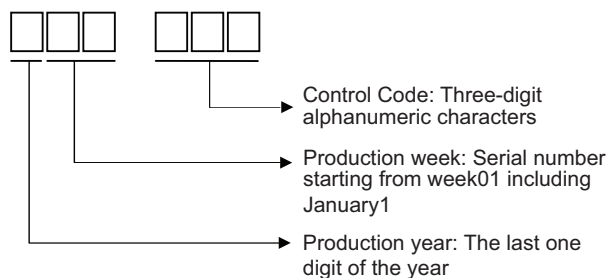 Control Code: Three-digit
alphanumeric characters
Production week: Serial number
starting from week01 including
January1
Production year: The last one
digit of the year